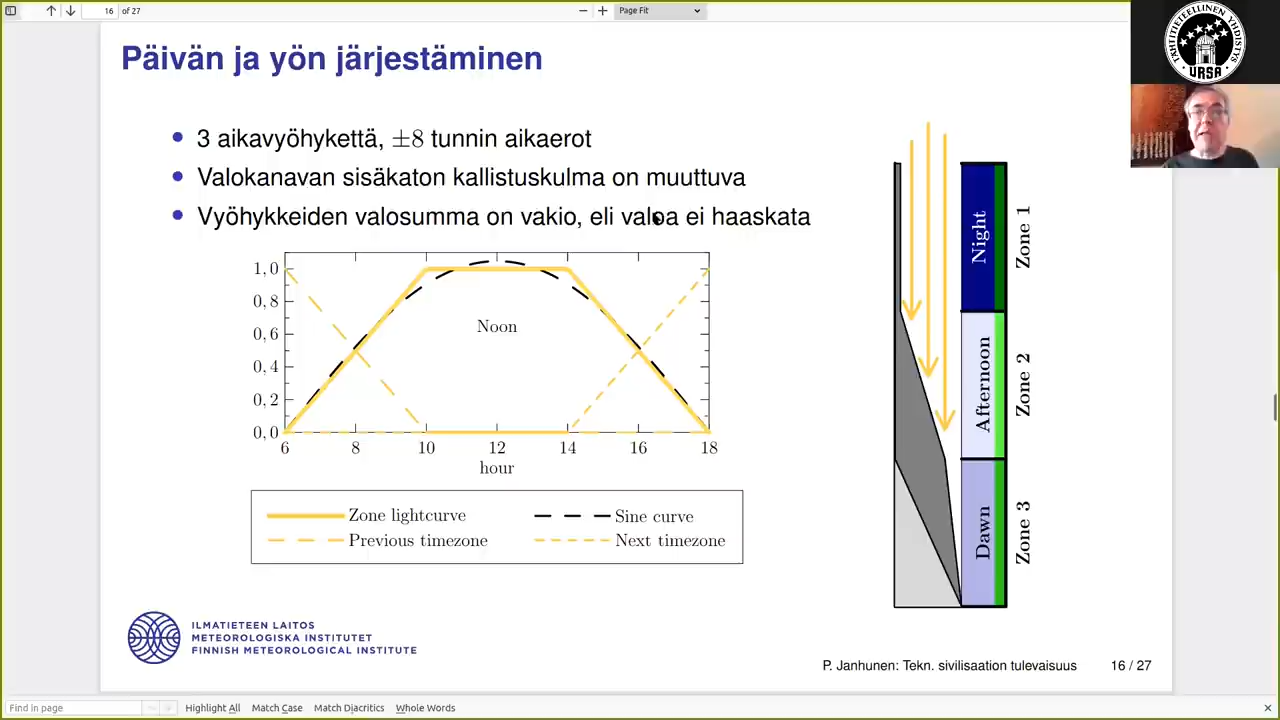 16 of 27
Page Fit
TÄHTITIETEELLINEN YHDISTYS
URSA
Päivän ja yön järjestäminen
3 aikavyöhykettä, ±8 tunnin aikaerot
Valokanavan sisäkaton kallistuskulma on muuttuva
Vyöhykkeiden valosumma on vakio, eli valoa ei haaskata
1,0
0,8
0,6
0,4
0,2
0,0
Noon
6 8 10 12 14 16 18
hour
Zone lightcurve
Sine curve
Previous timezone
Next timezone
Night
Zone 1
Afternoon
Zone 2
Dawn
Zone 3
ILMATIETEEN LAITOS
METEOROLOGISKA INSTITUTET
FINNISH METEOROLOGICAL INSTITUTE
P. Janhunen: Tekn. sivilisaation tulevaisuus 16 / 27
Find in page
Highlight All Match Case Match Diacritics Whole Words